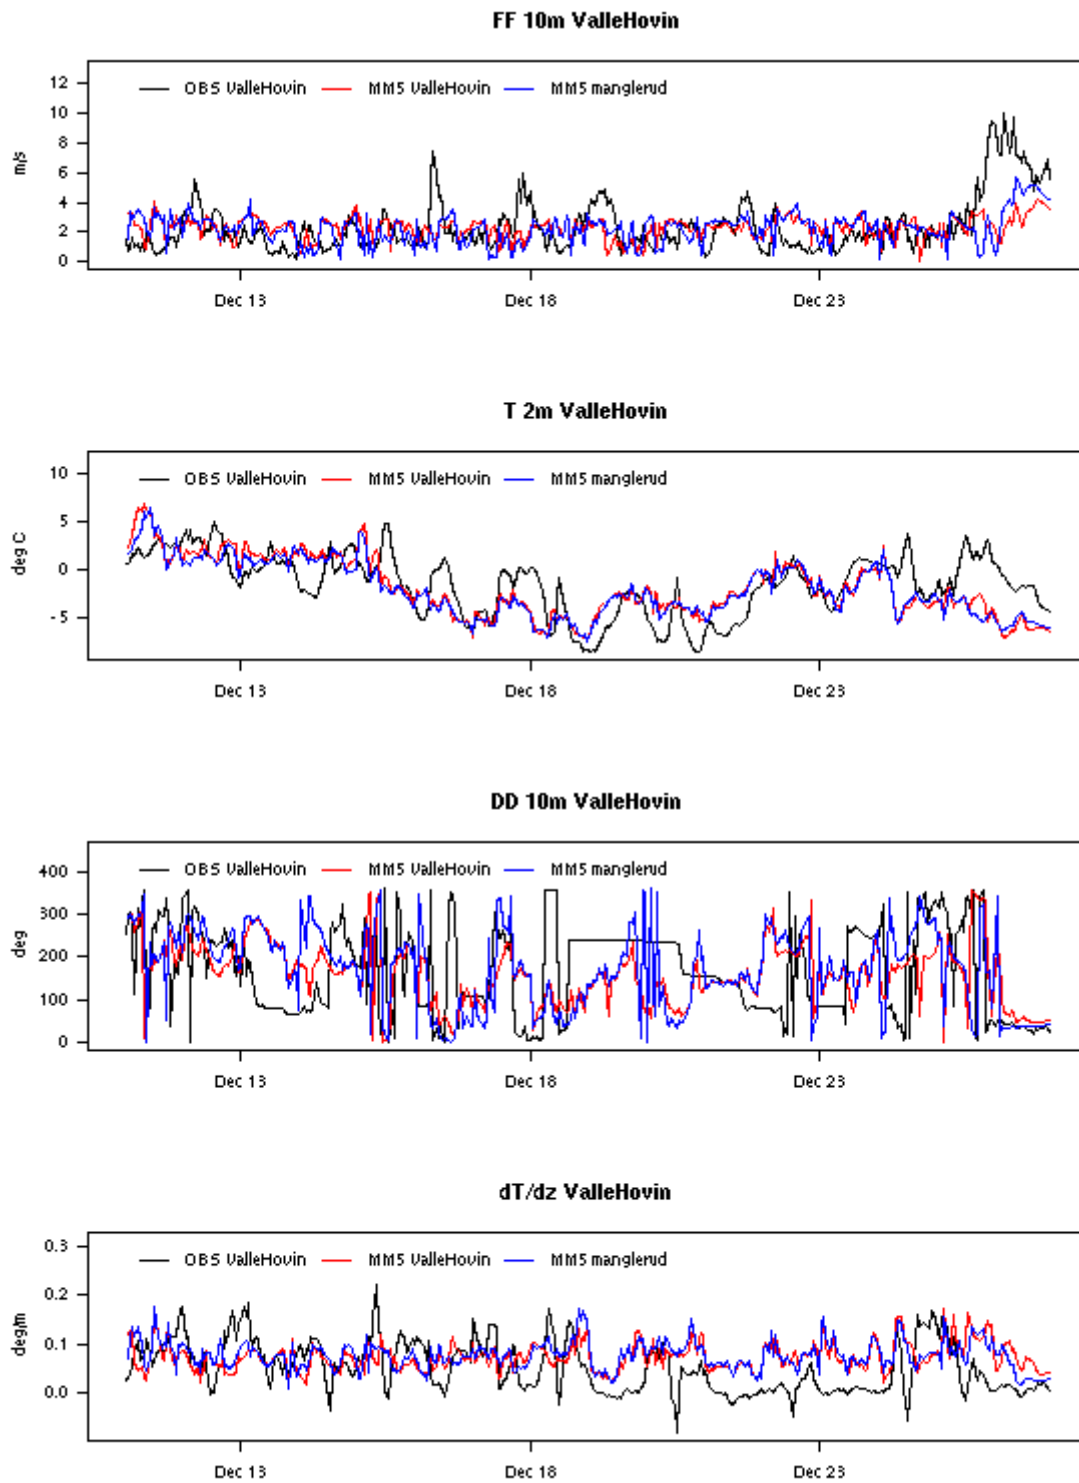 FF 10m ValleHovin
OBS ValleHovin MM5 ValleHovin MM5 manglerud
m/s
12
10
8
6
4
2
0
Dec 13 Dec 18 Dec 23
T 2m ValleHovin
OBS ValleHovin MM5 ValleHovin MM5 manglerud
deg C
10
5
0
-5
Dec 13 Dec 18 Dec 23
DD 10m ValleHovin
OBS ValleHovin MM5 ValleHovin MM5 manglerud
deg
400
300
200
100
0
Dec 13 Dec 18 Dec 23
dT/dz ValleHovin
OBS ValleHovin MM5 ValleHovin MM5 manglerud
deg/m
0.3
0.2
0.1
0.0
Dec 13 Dec 18 Dec 23